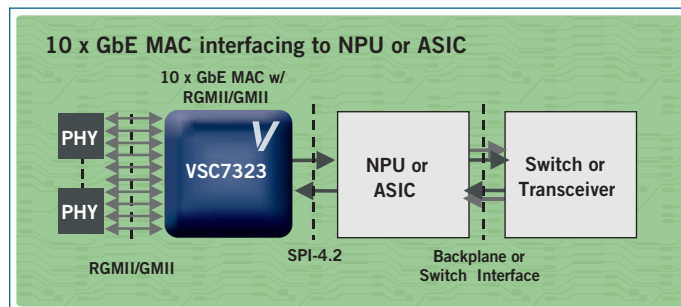 10 x GbE MAC interfacing to NPU or ASIC
10 x GbE MAC w/
RGMII/GMII
PHY
PHY
V
VSC7323
NPU or
ASIC
Switch or
Transceiver
RGMII/GMII
SPI-4.2
Backplane or
Switch Interface